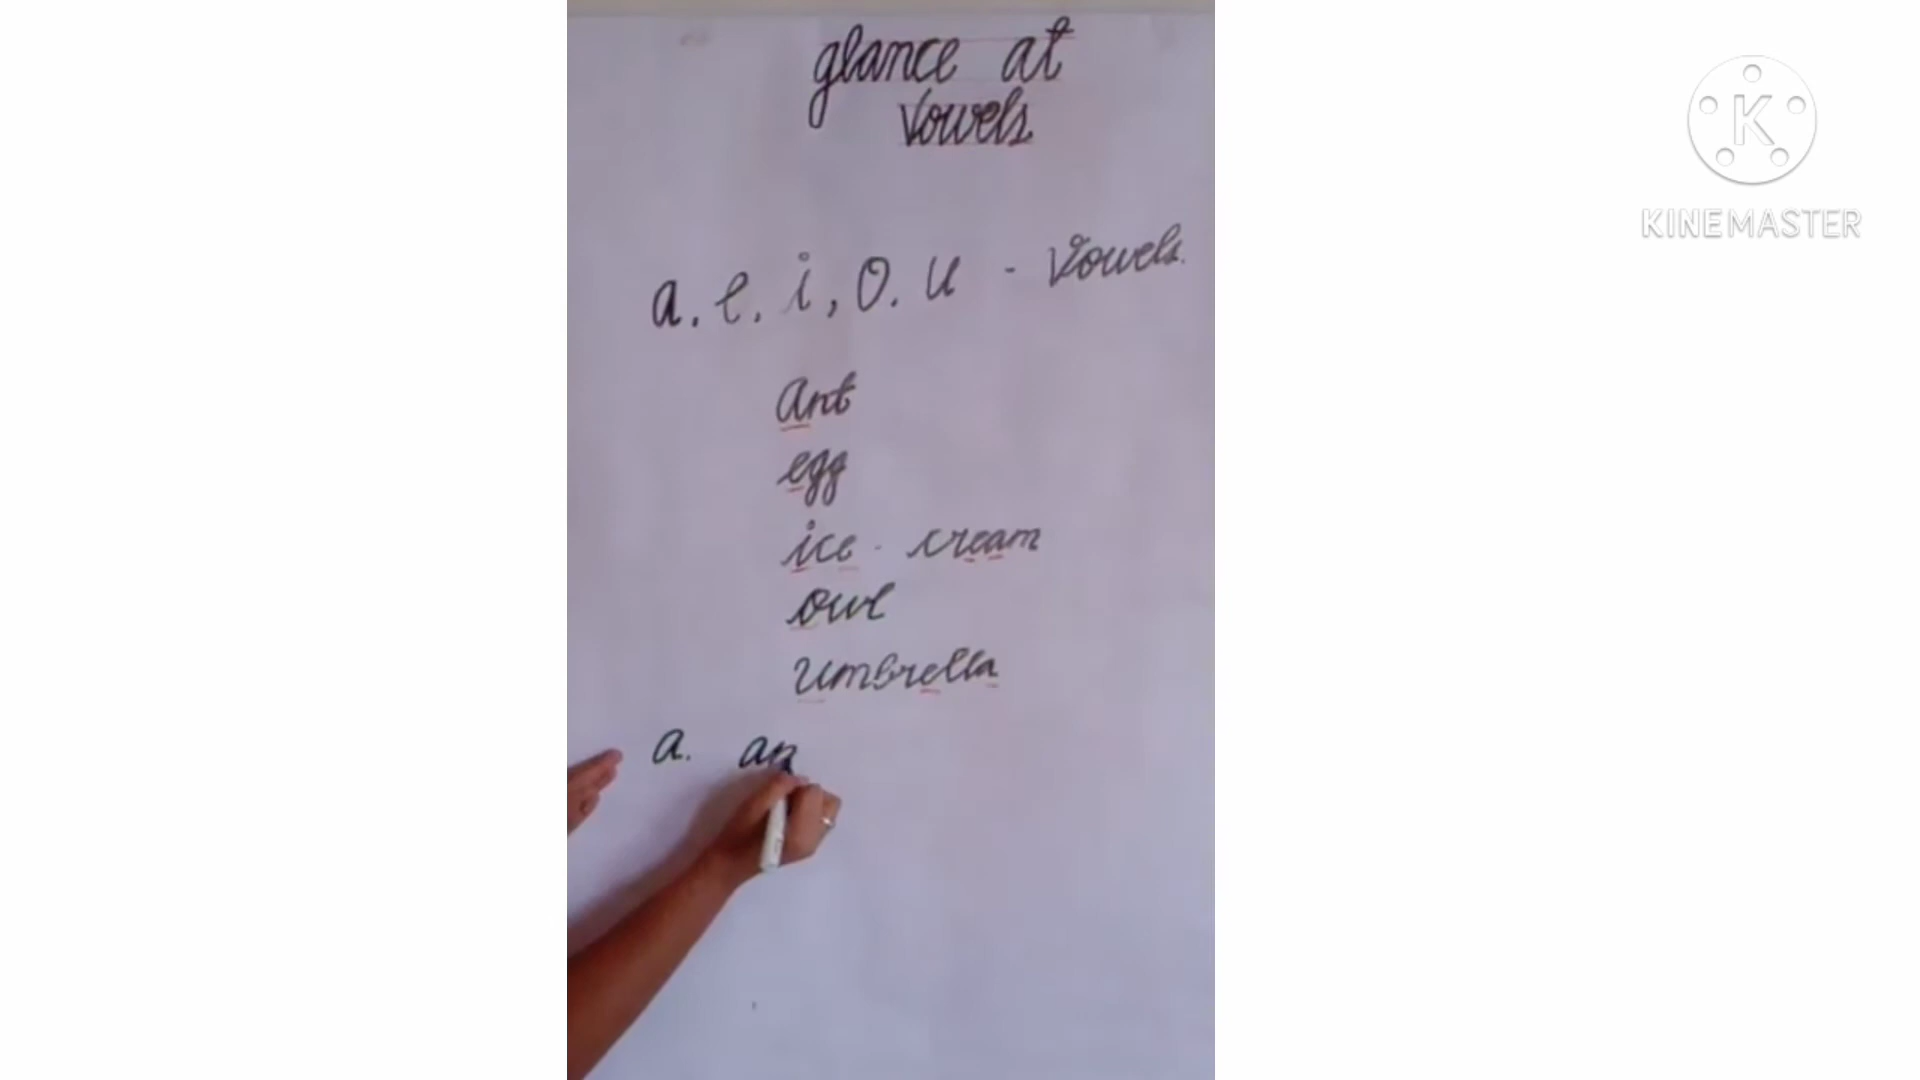 glance at
Vowels.
a. e. i, o. u - Vowels.
ant
egg
ice - cream
owl
umbrella
a. an
KINEMASTER